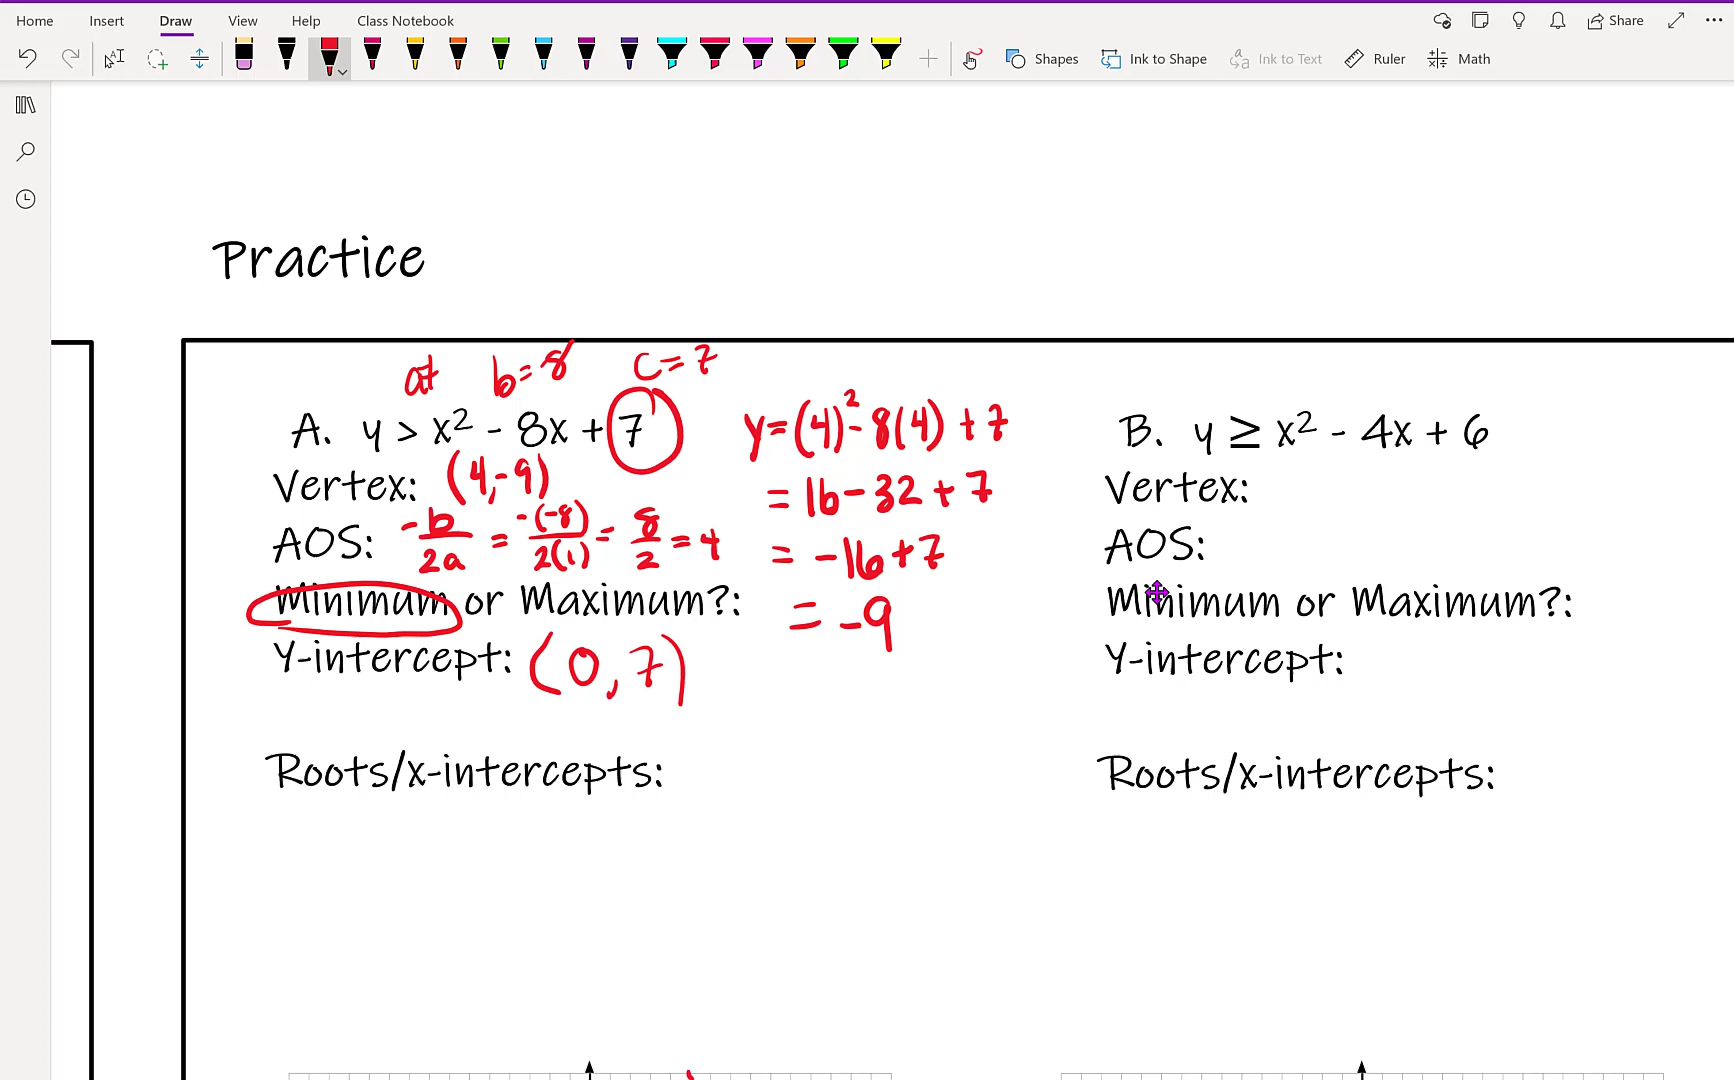 Home Insert Draw View Help Class Notebook Share
Shapes Ink to Shape Ink to Text Ruler Math
Practice
at b=8 c=7
A. y > x² - 8x + 7
Vertex: (4,-9)
AOS: -b/2a = -(-8)/2(1) = 8/2 = 4
Minimum or Maximum?:
Y-intercept: (0,7)
Roots/x-intercepts:
y=(4)²-8(4)+7
= 16-32+7
= -16+7
= -9
B. y ≥ x² - 4x + 6
Vertex:
AOS:
Minimum or Maximum?:
Y-intercept:
Roots/x-intercepts: